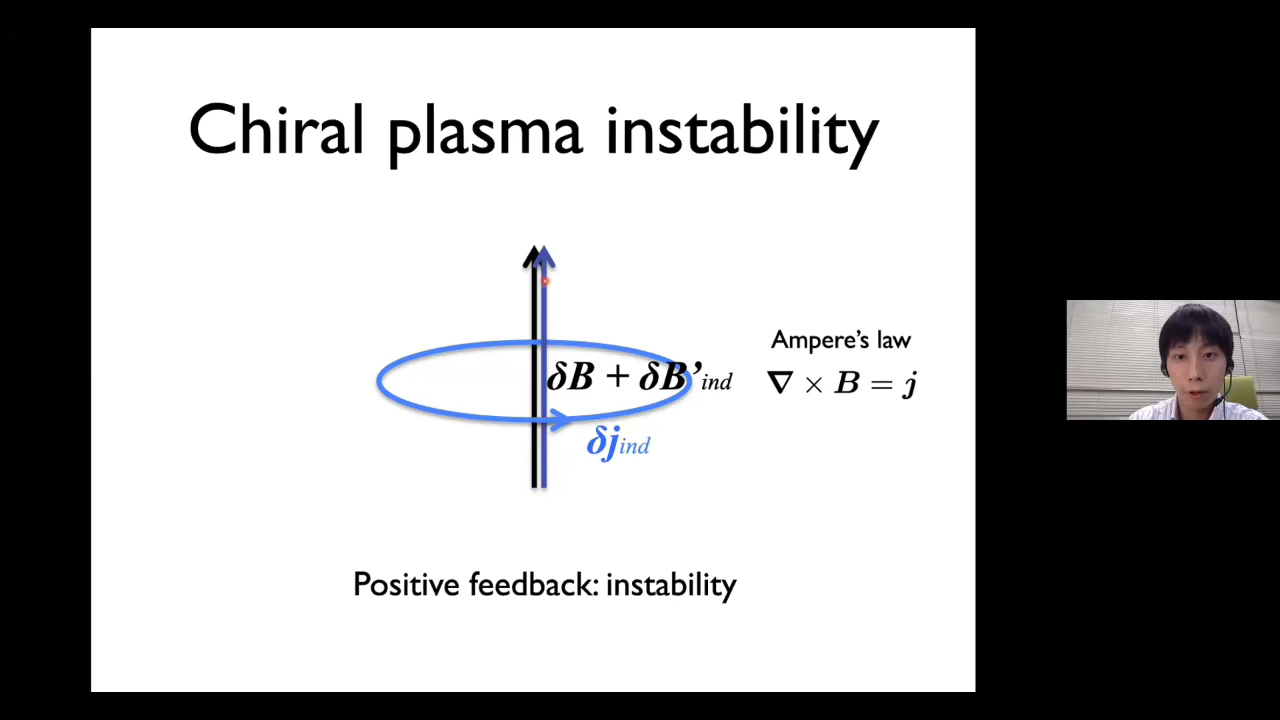 Chiral plasma instability
δB + δB’ind
δjind
Ampere’s law
∇ × B = j
Positive feedback: instability